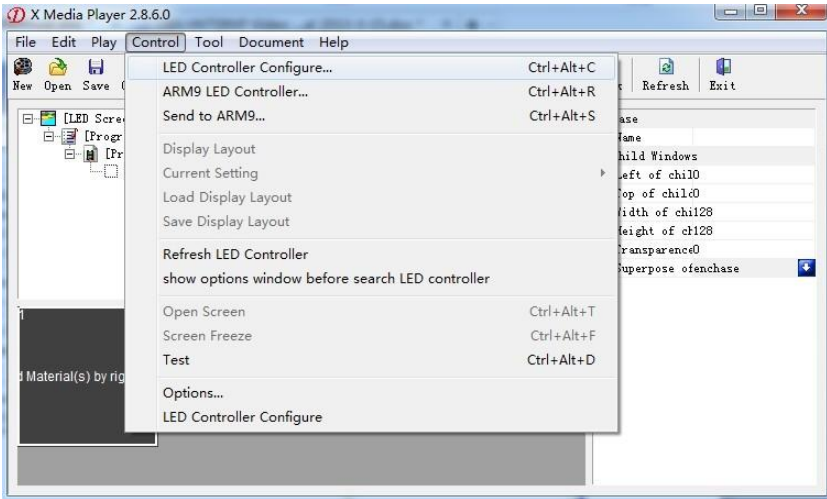 X Media Player 2.8.6.0
File Edit Play Control Tool Document Help
New Open Save Refresh Exit
LED Controller Configure... Ctrl+Alt+C
ARM9 LED Controller... Ctrl+Alt+R
Send to ARM9... Ctrl+Alt+S
Display Layout
Current Setting
Load Display Layout
Save Display Layout
Refresh LED Controller
show options window before search LED controller
Open Screen Ctrl+Alt+T
Screen Freeze Ctrl+Alt+F
Test Ctrl+Alt+D
Options...
LED Controller Configure
[LED Scre
[Progr
[Pr
ase
Name
hild Windows
Left of chil0
Top of chilc0
Width of chi128
Height of ch128
Transparenc0
Superpose ofenchase
1
d Material(s) by rig